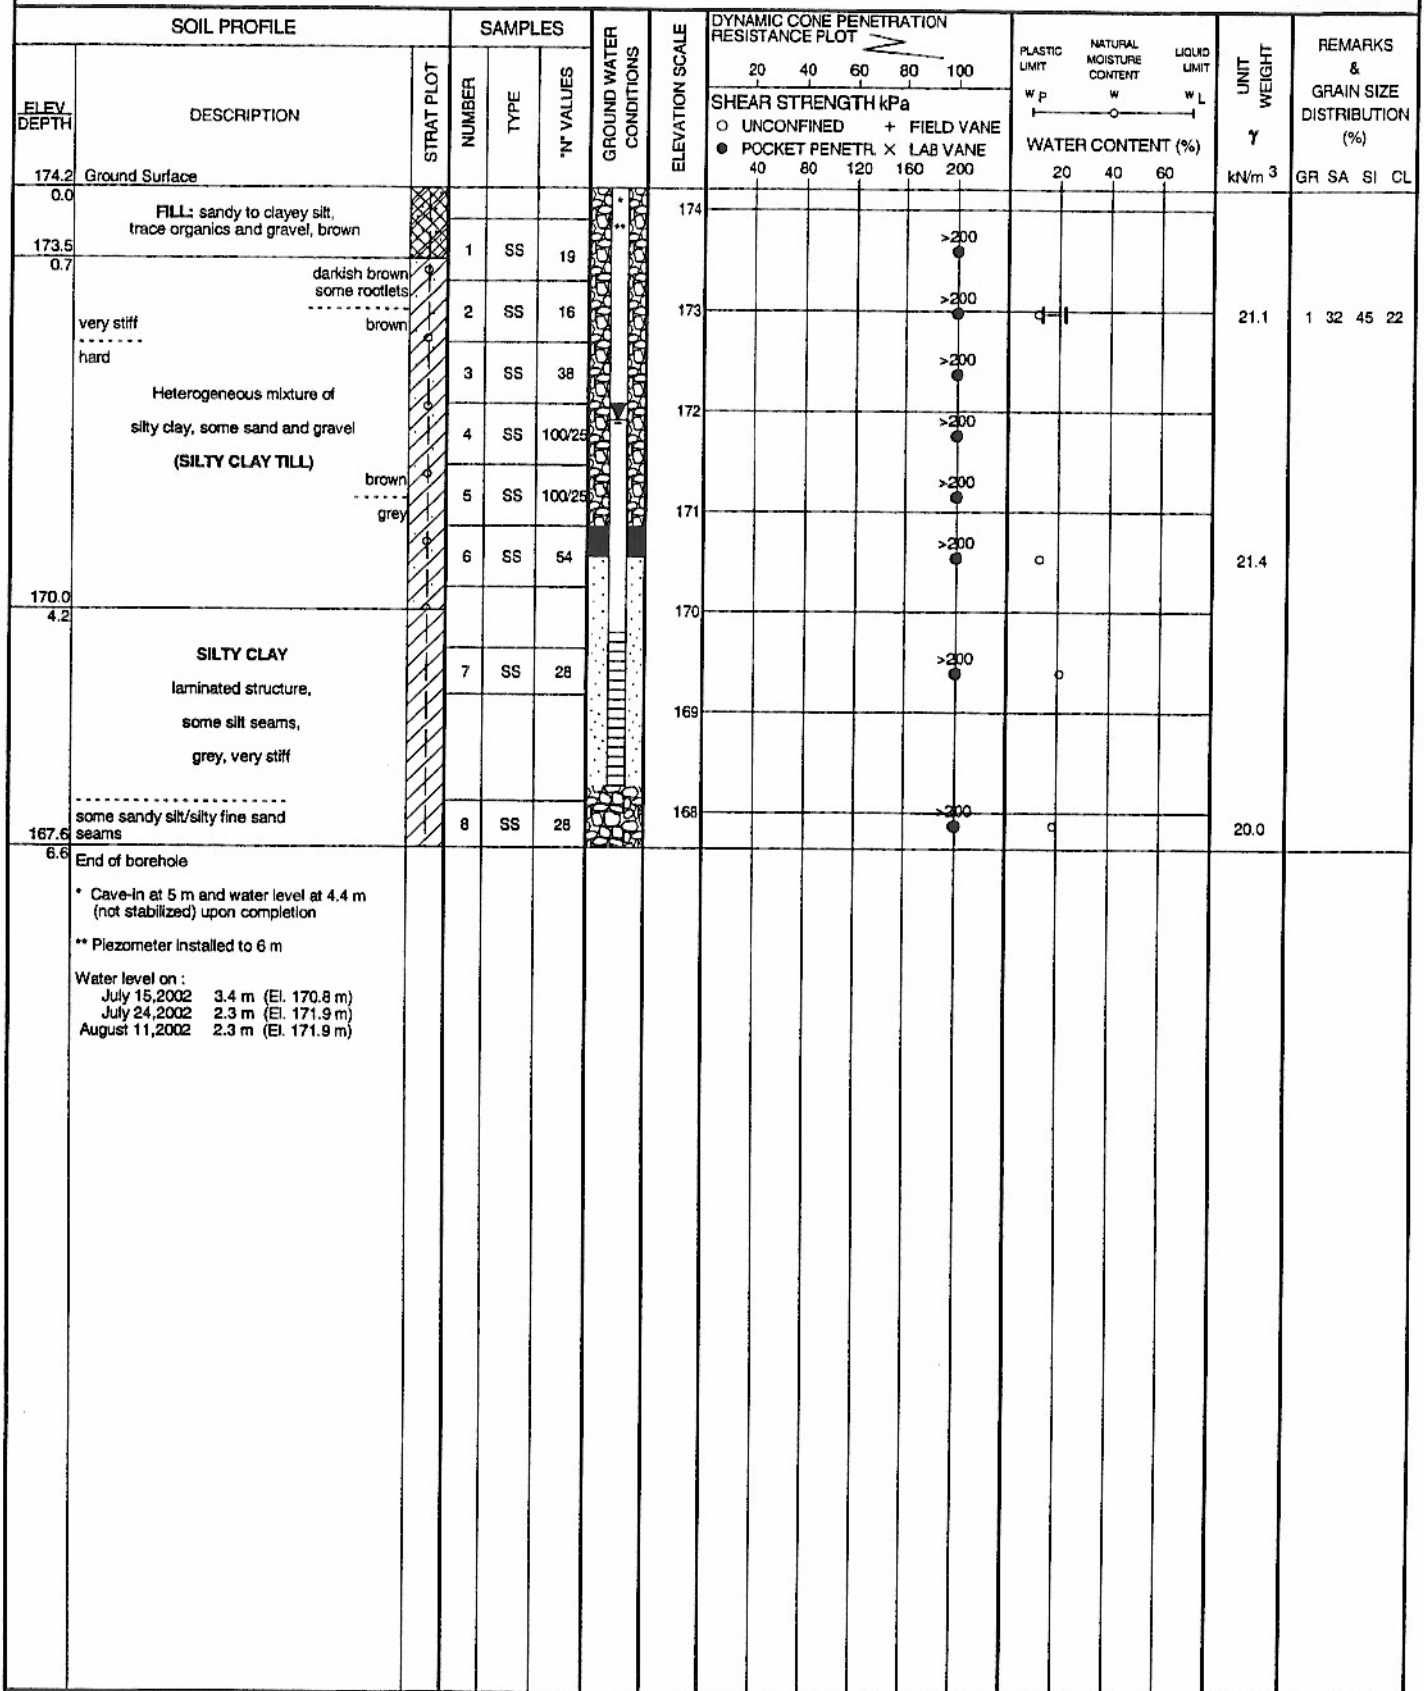 SOIL PROFILE
SAMPLES
GROUND WATER CONDITIONS
ELEVATION SCALE
DYNAMIC CONE PENETRATION
RESISTANCE PLOT
20 40 60 80 100
SHEAR STRENGTH kPa
O UNCONFINED + FIELD VANE
● POCKET PENETR. X LAB VANE
40 80 120 160 200
PLASTIC LIMIT
NATURAL MOISTURE CONTENT
LIQUID LIMIT
W P W W L
WATER CONTENT (%)
20 40 60
UNIT WEIGHT
γ
kN/m 3
REMARKS
&
GRAIN SIZE
DISTRIBUTION
(%)
GR SA SI CL
ELEV
DEPTH
DESCRIPTION
STRAT PLOT
NUMBER
TYPE
"N" VALUES
174.2 Ground Surface
0.0
174
* 
**
FILL: sandy to clayey silt,
trace organics and gravel, brown
173.5
0.7
1 SS 19 >200
darkish brown
some rootlets
brown
very stiff
hard
2 SS 16 173 >200 21.1 1 32 45 22
3 SS 38 >200
Heterogeneous mixture of
silty clay, some sand and gravel
(SILTY CLAY TILL)
172
4 SS 100/25 >200
brown
grey
5 SS 100/25 >200
171
6 SS 54 >200 21.4
170.0
4.2
170
SILTY CLAY
laminated structure,
some silt seams,
grey, very stiff
7 SS 28 >200
169
some sandy silt/silty fine sand
seams
168
8 SS 28 >200 20.0
167.6
6.6
End of borehole
* Cave-in at 5 m and water level at 4.4 m
(not stabilized) upon completion
** Piezometer installed to 6 m
Water level on :
July 15,2002 3.4 m (El. 170.8 m)
July 24,2002 2.3 m (El. 171.9 m)
August 11,2002 2.3 m (El. 171.9 m)